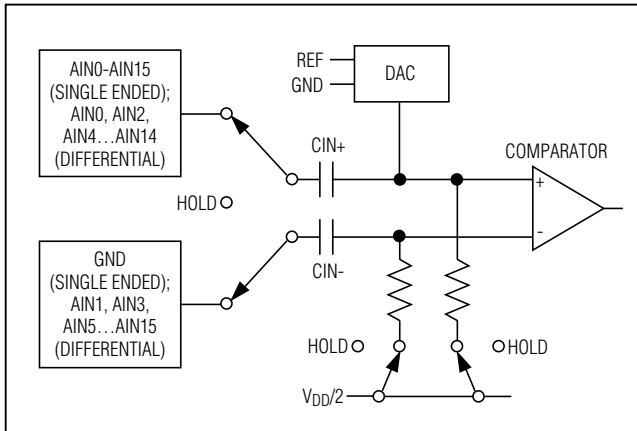 AIN0-AIN15
(SINGLE ENDED);
AIN0, AIN2,
AIN4...AIN14
(DIFFERENTIAL)
REF
GND
DAC
CIN+
COMPARATOR
+
-
HOLD
CIN-
GND
(SINGLE ENDED);
AIN1, AIN3,
AIN5...AIN15
(DIFFERENTIAL)
HOLD
HOLD
VDD/2